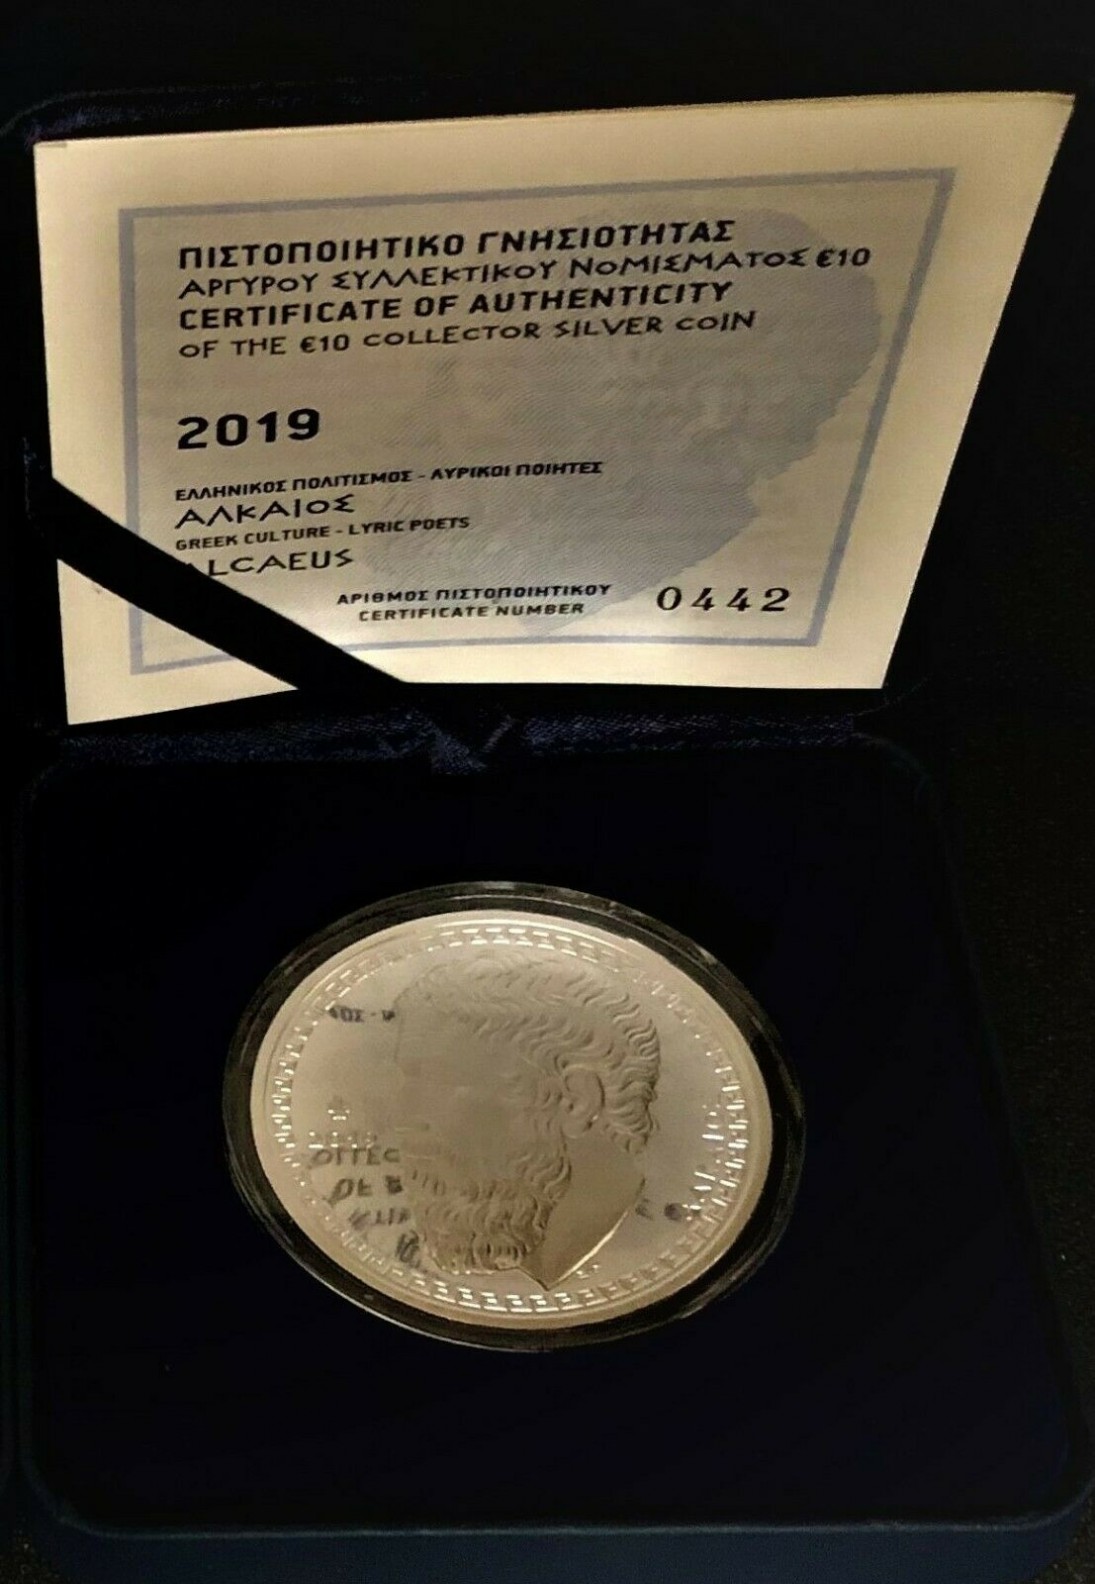 ΠΙΣΤΟΠΟΙΗΤΙΚΟ ΓΝΗΣΙΟΤΗΤΑΣ
ΑΡΓΥΡΟΥ ΣΥΛΛΕΚΤΙΚΟΥ ΝΟΜΙΣΜΑΤΟΣ €10
CERTIFICATE OF AUTHENTICITY
OF THE €10 COLLECTOR SILVER COIN
2019
ΕΛΛΗΝΙΚΟΣ ΠΟΛΙΤΙΣΜΟΣ - ΛΥΡΙΚΟΙ ΠΟΙΗΤΕΣ
ΑΛΚΑΙΟΣ
GREEK CULTURE - LYRIC POETS
ALCAEUS
ΑΡΙΘΜΟΣ ΠΙΣΤΟΠΟΙΗΤΙΚΟΥ
CERTIFICATE NUMBER 0442
2019